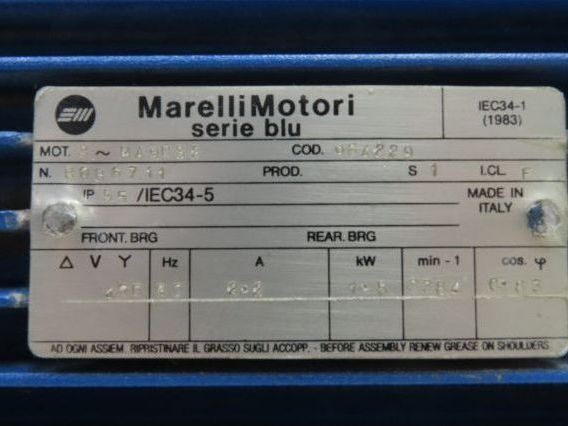 MarelliMotori
serie blu
IEC34-1
(1983)
MOT. ~ COD.
N. PROD. S 1 I.CL. F
IP 55 /IEC34-5
MADE IN
ITALY
FRONT. BRG REAR. BRG
Δ V Y Hz A kW min - 1 cos. φ
AD OGNI ASSIEM. RIPRISTINARE IL GRASSO SUGLI ACCOPP. - BEFORE ASSEMBLY RENEW GREASE ON SHOULDERS